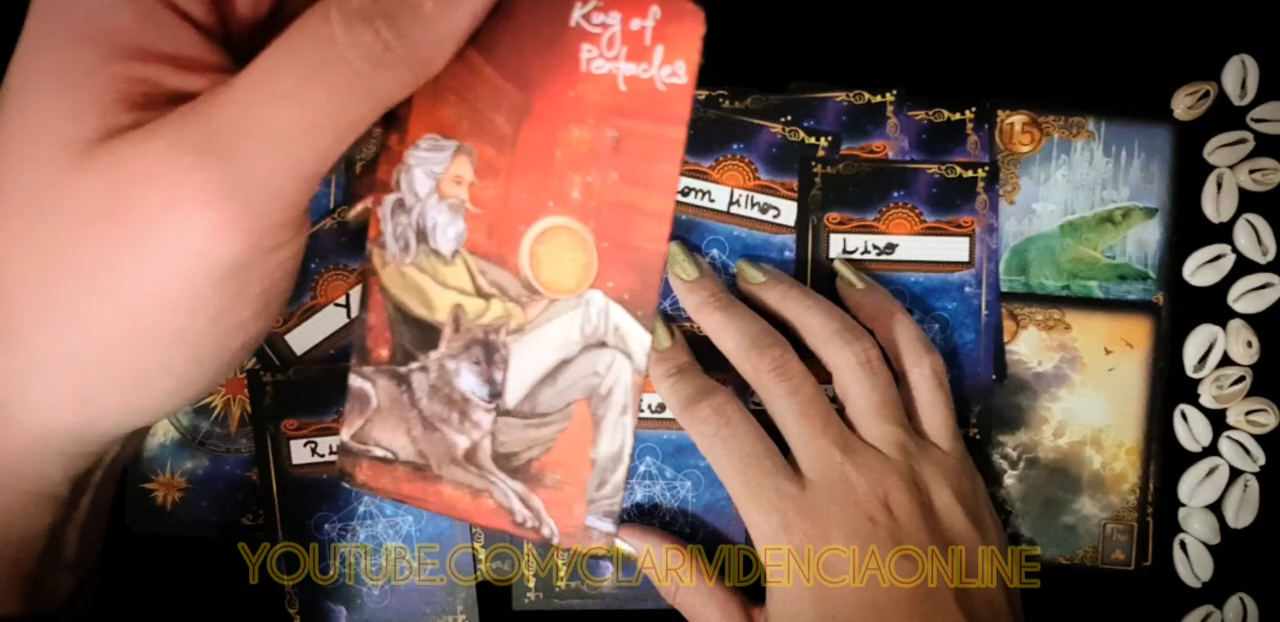 King of
Pentacles
om filhos
Liso
15
YOUTUBE.COM/CLARIVIDENCIAONLINE